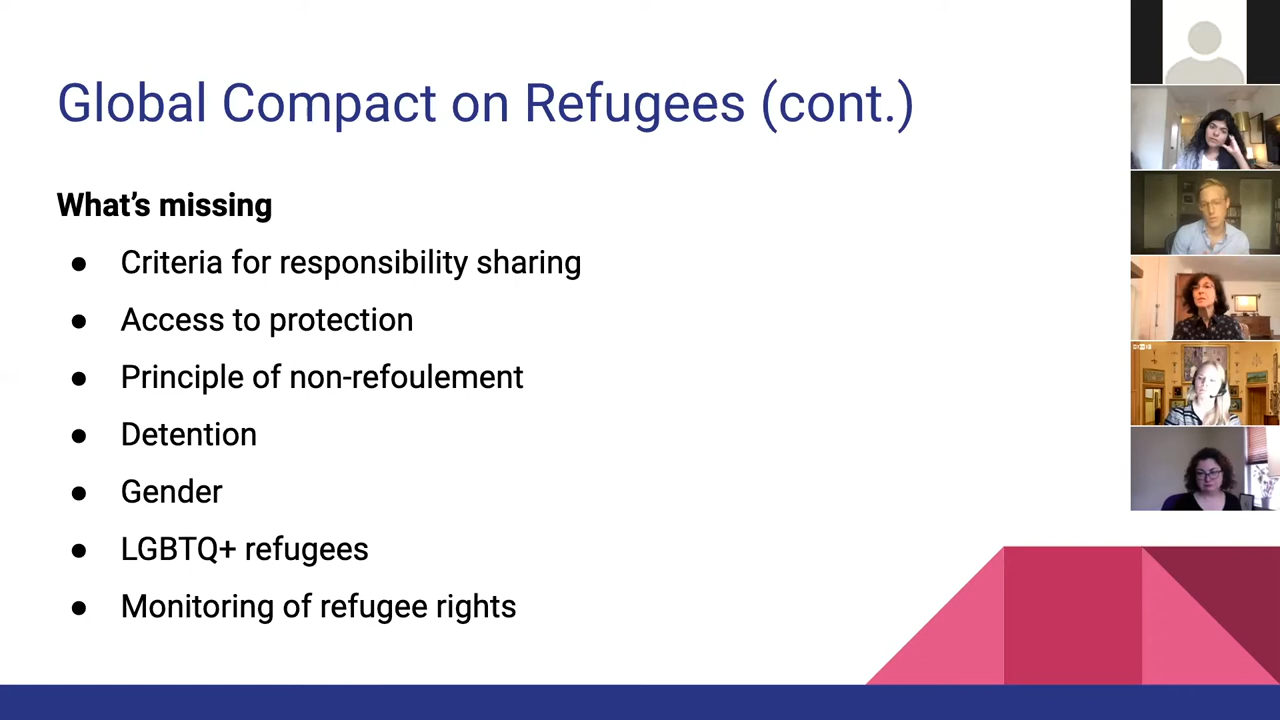 Global Compact on Refugees (cont.)
What's missing
● Criteria for responsibility sharing
● Access to protection
● Principle of non-refoulement
● Detention
● Gender
● LGBTQ+ refugees
● Monitoring of refugee rights